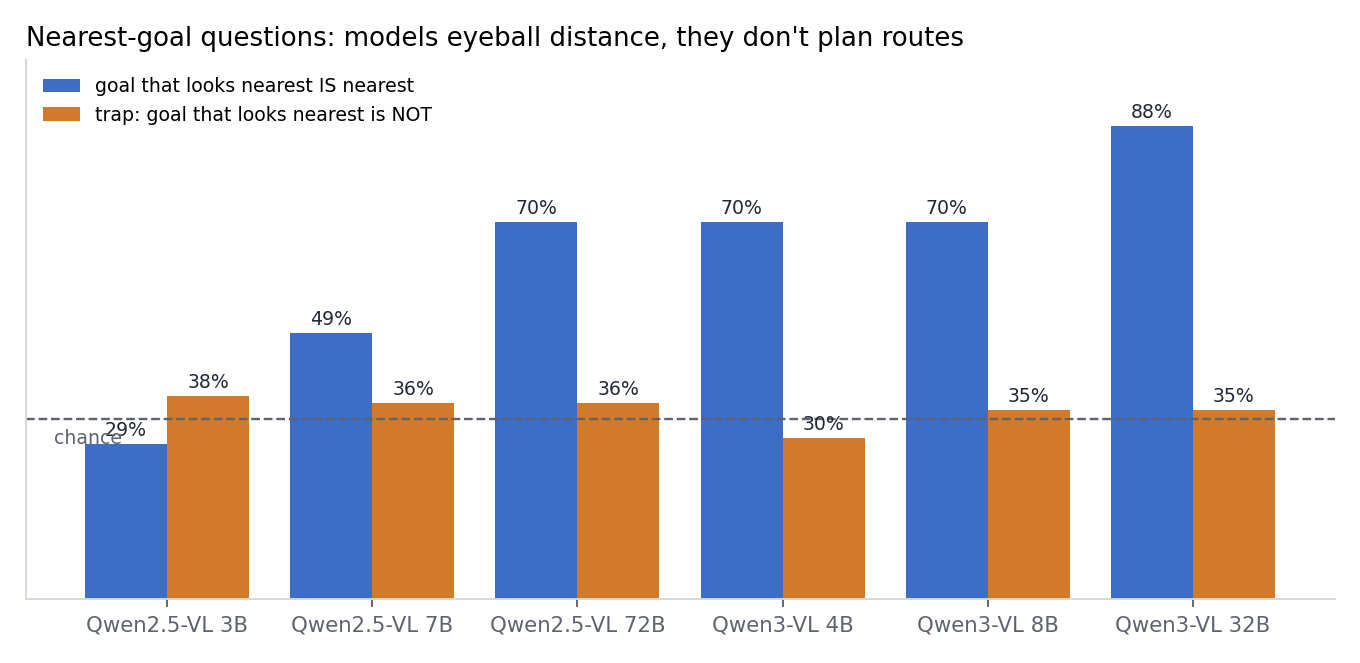 Nearest-goal questions: models eyeball distance, they don't plan routes
goal that looks nearest IS nearest
trap: goal that looks nearest is NOT
88%
70%
70%
70%
49%
38%
36%
36%
35%
35%
30%
29%
chance
Qwen2.5-VL 3B
Qwen2.5-VL 7B
Qwen2.5-VL 72B
Qwen3-VL 4B
Qwen3-VL 8B
Qwen3-VL 32B